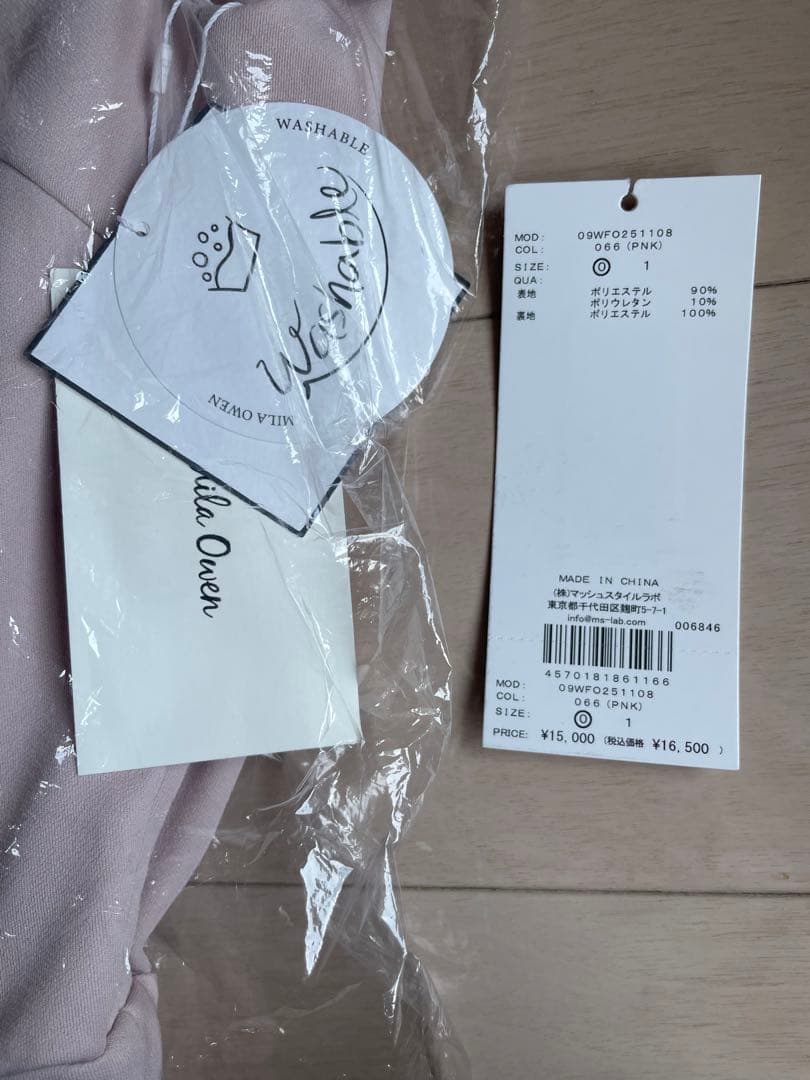 WASHABLE
Washable
MILA OWEN
Mila Owen
MOD: 09WFO251108
COL: 066 (PNK)
SIZE: 0 1
QUA:
表地 ポリエステル 90%
ポリウレタン 10%
裏地 ポリエステル 100%
MADE IN CHINA
(株)マッシュスタイルラボ
東京都千代田区麹町5-7-1
info@ms-lab.com 006846
4570181861166
MOD: 09WFO251108
COL: 066 (PNK)
SIZE: 0 1
PRICE: ¥15,000 (税込価格 ¥16,500 )